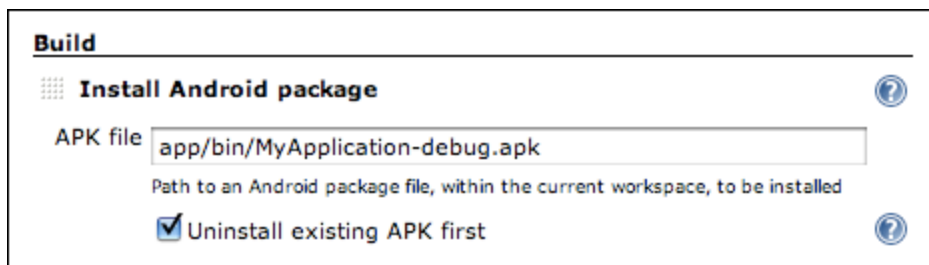 Build
Install Android package
APK file app/bin/MyApplication-debug.apk
Path to an Android package file, within the current workspace, to be installed
Uninstall existing APK first